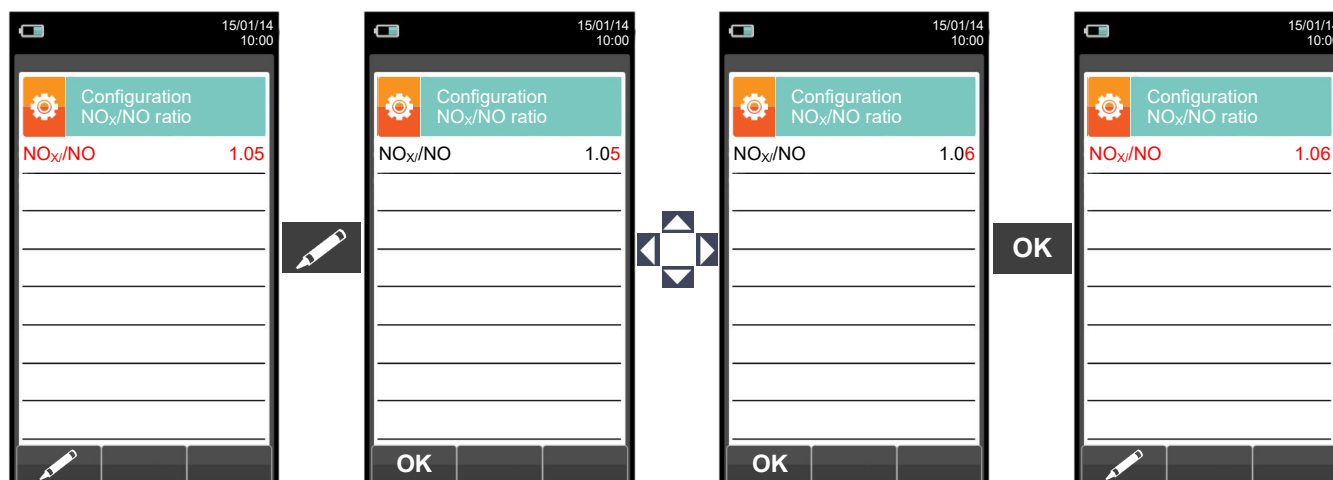 15/01/14
10:00
Configuration
NOX/NO ratio
NOX//NO 1.05
OK
15/01/14
10:00
Configuration
NOX/NO ratio
NOX//NO 1.05
OK
15/01/14
10:00
Configuration
NOX/NO ratio
NOX//NO 1.06
OK
15/01/14
10:00
Configuration
NOX/NO ratio
NOX//NO 1.06